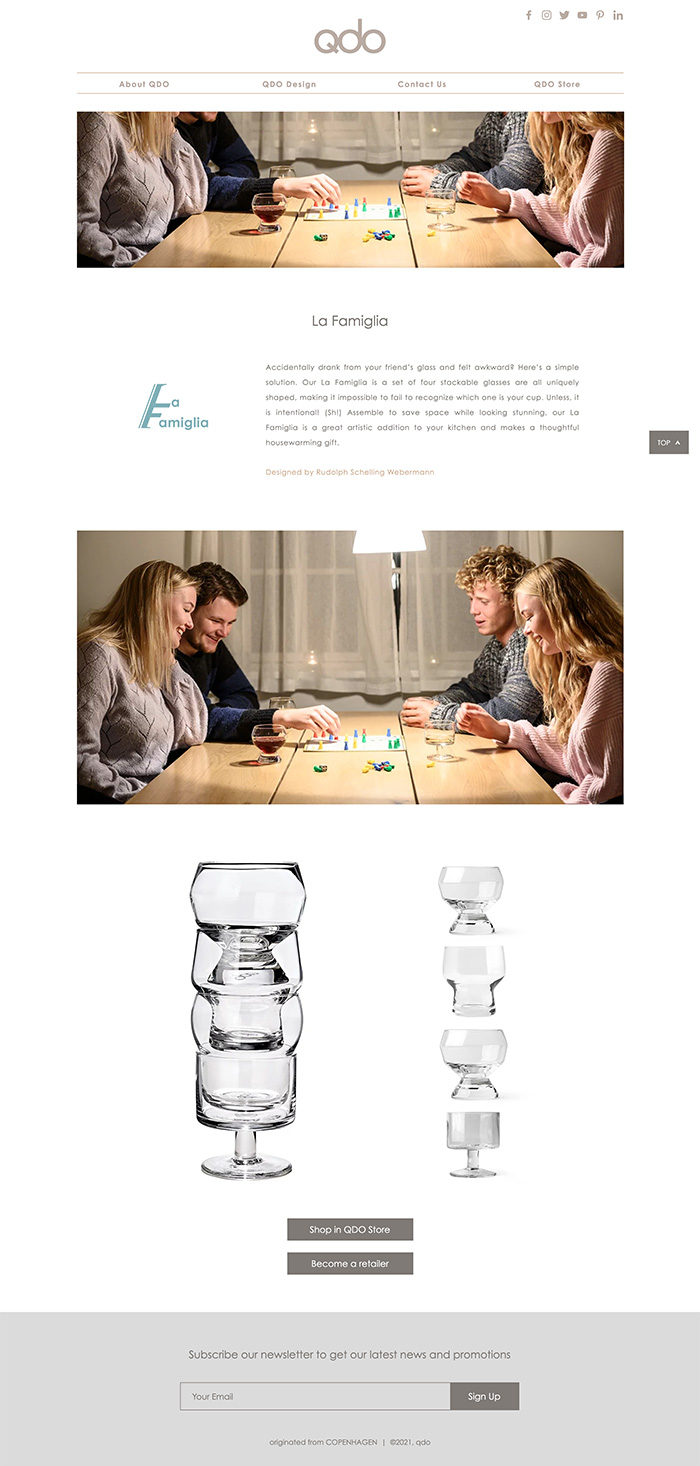 qdo
About QDO
QDO Design
Contact Us
QDO Store
La Famiglia
La
Famiglia
Accidentally drank from your friend's glass and felt awkward? Here's a simple
solution. Our La Famiglia is a set of four stackable glasses are all uniquely
shaped, making it impossible to fail to recognize which one is your cup. Unless, it
is intentional! (Sh!) Assemble to save space while looking stunning, our La
Famiglia is a great artistic addition to your kitchen and makes a thoughtful
housewarming gift.
TOP
Designed by Rudolph Schelling Webermann
Shop in QDO Store
Become a retailer
Subscribe our newsletter to get our latest news and promotions
Your Email
Sign Up
originated from COPENHAGEN | ©2021, qdo